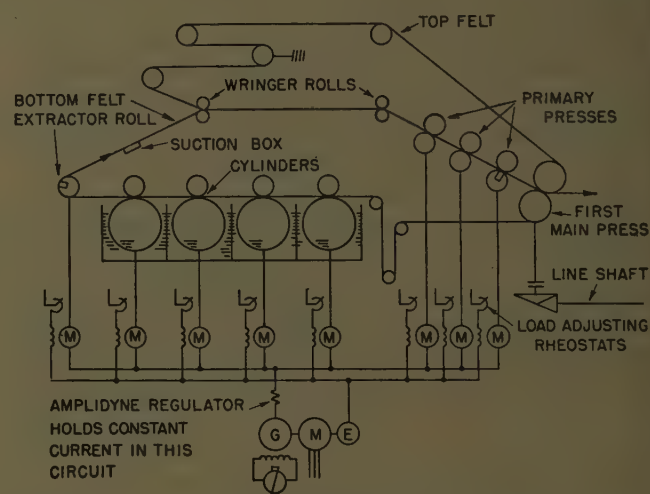 TOP FELT
WRINGER ROLLS
BOTTOM FELT
EXTRACTOR ROLL
PRIMARY
PRESSES
SUCTION BOX
CYLINDERS
FIRST
MAIN PRESS
LINE SHAFT
LOAD ADJUSTING
RHEOSTATS
M
M
M
M
M
M
M
M
AMPLIDYNE REGULATOR
HOLDS CONSTANT
CURRENT IN THIS
CIRCUIT
G
M
E